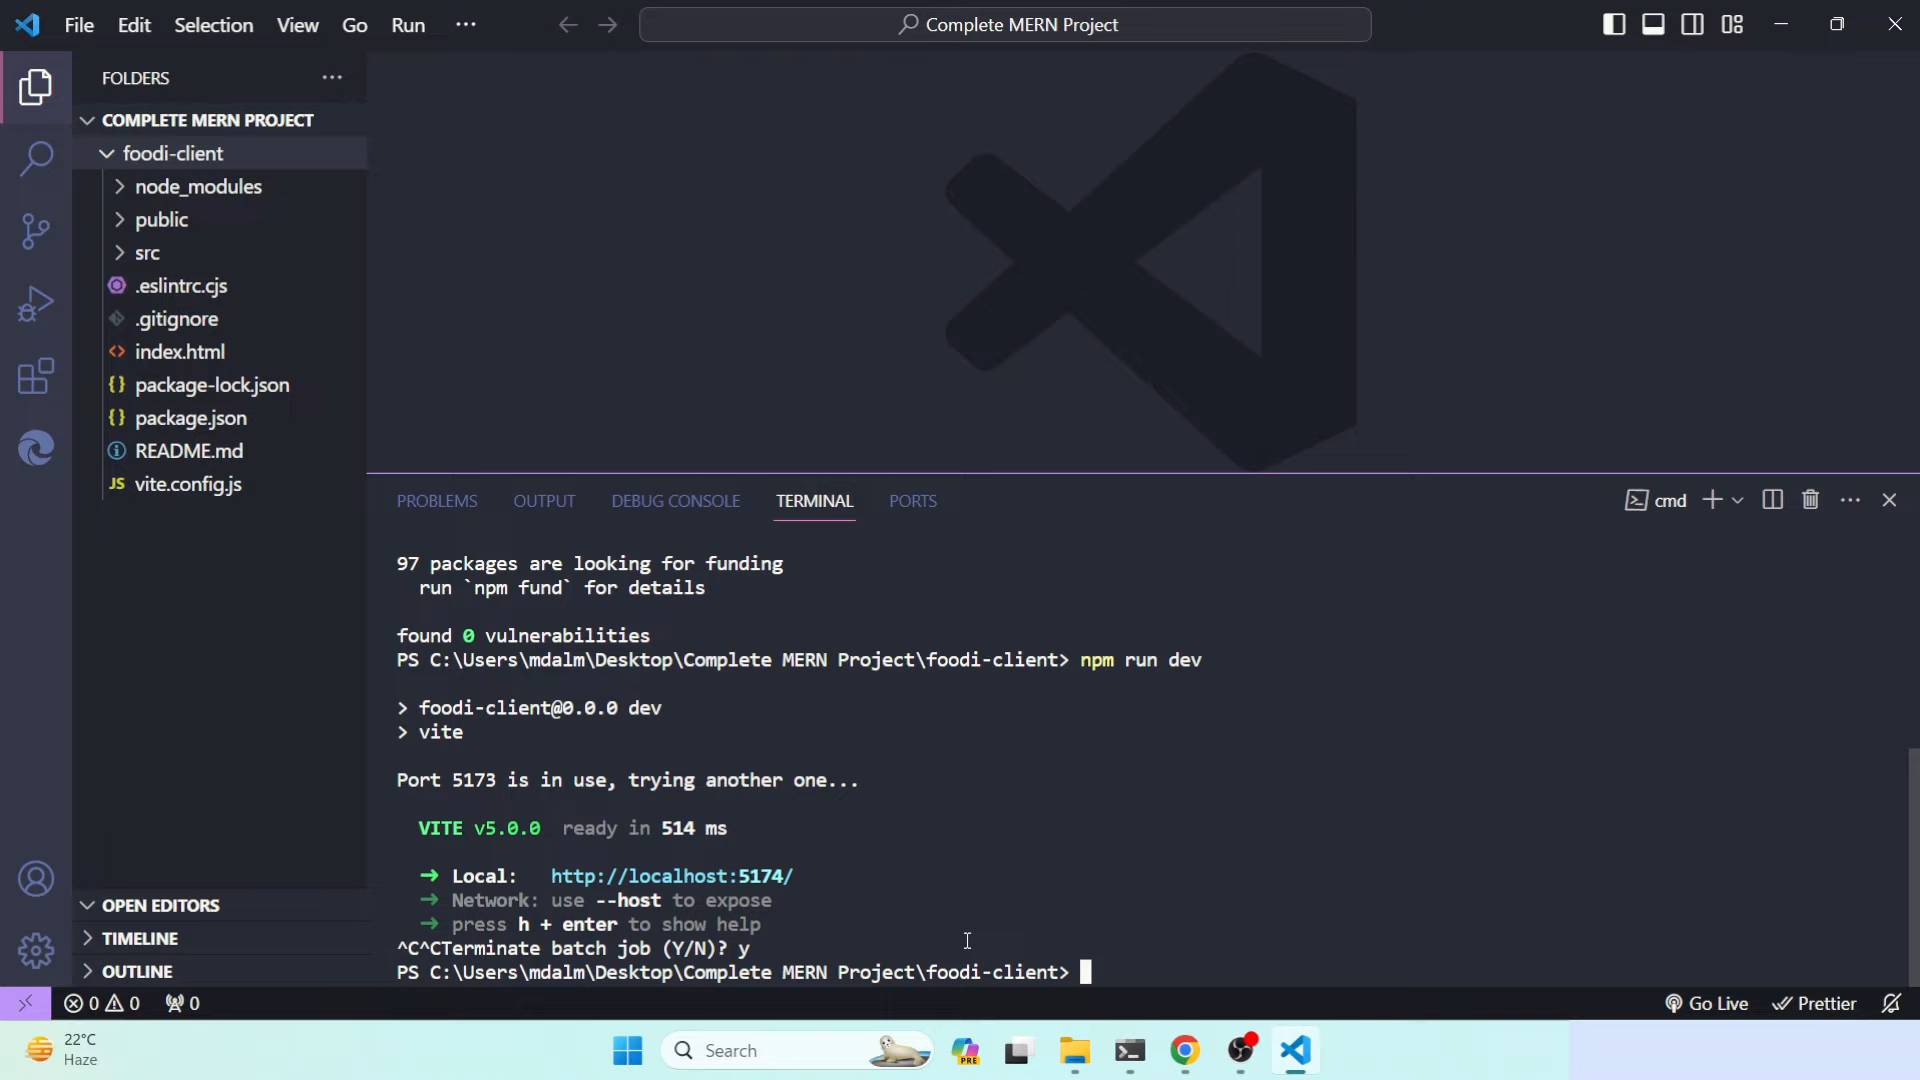 File Edit Selection View Go Run ···
Complete MERN Project
FOLDERS ···
COMPLETE MERN PROJECT
foodi-client
node_modules
public
src
.eslintrc.cjs
.gitignore
index.html
package-lock.json
package.json
README.md
JS vite.config.js
OPEN EDITORS
TIMELINE
OUTLINE
PROBLEMS OUTPUT DEBUG CONSOLE TERMINAL PORTS
cmd
97 packages are looking for funding
run `npm fund` for details
found 0 vulnerabilities
PS C:\Users\mdalm\Desktop\Complete MERN Project\foodi-client> npm run dev
> foodi-client@0.0.0 dev
> vite
Port 5173 is in use, trying another one...
VITE v5.0.0 ready in 514 ms
➜ Local: http://localhost:5174/
➜ Network: use --host to expose
➜ press h + enter to show help
^C^CTerminate batch job (Y/N)? y
PS C:\Users\mdalm\Desktop\Complete MERN Project\foodi-client>
0 0 0
Go Live Prettier
22°C
Haze
Search
PRE